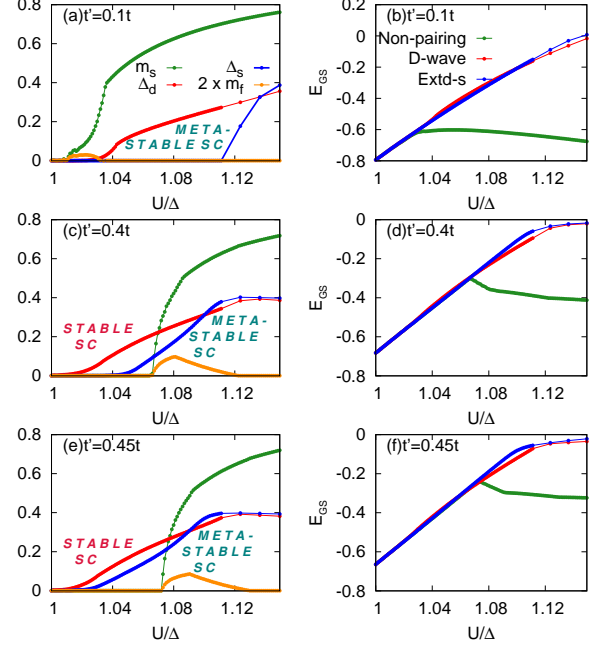 (a)t'=0.1t
m_s Δ_s
Δ_d 2 x m_f
META-
STABLE SC
0.8
0.6
0.4
0.2
0
1 1.04 1.08 1.12
U/Δ
(b)t'=0.1t
Non-pairing
D-wave
Extd-s
E_GS
0
-0.2
-0.4
-0.6
-0.8
1 1.04 1.08 1.12
U/Δ
(c)t'=0.4t
STABLE
SC
META-
STABLE
SC
0.8
0.6
0.4
0.2
0
1 1.04 1.08 1.12
U/Δ
(d)t'=0.4t
E_GS
0
-0.2
-0.4
-0.6
-0.8
1 1.04 1.08 1.12
U/Δ
(e)t'=0.45t
STABLE
SC
META-
STABLE
SC
0.8
0.6
0.4
0.2
0
1 1.04 1.08 1.12
U/Δ
(f)t'=0.45t
E_GS
0
-0.2
-0.4
-0.6
-0.8
1 1.04 1.08 1.12
U/Δ